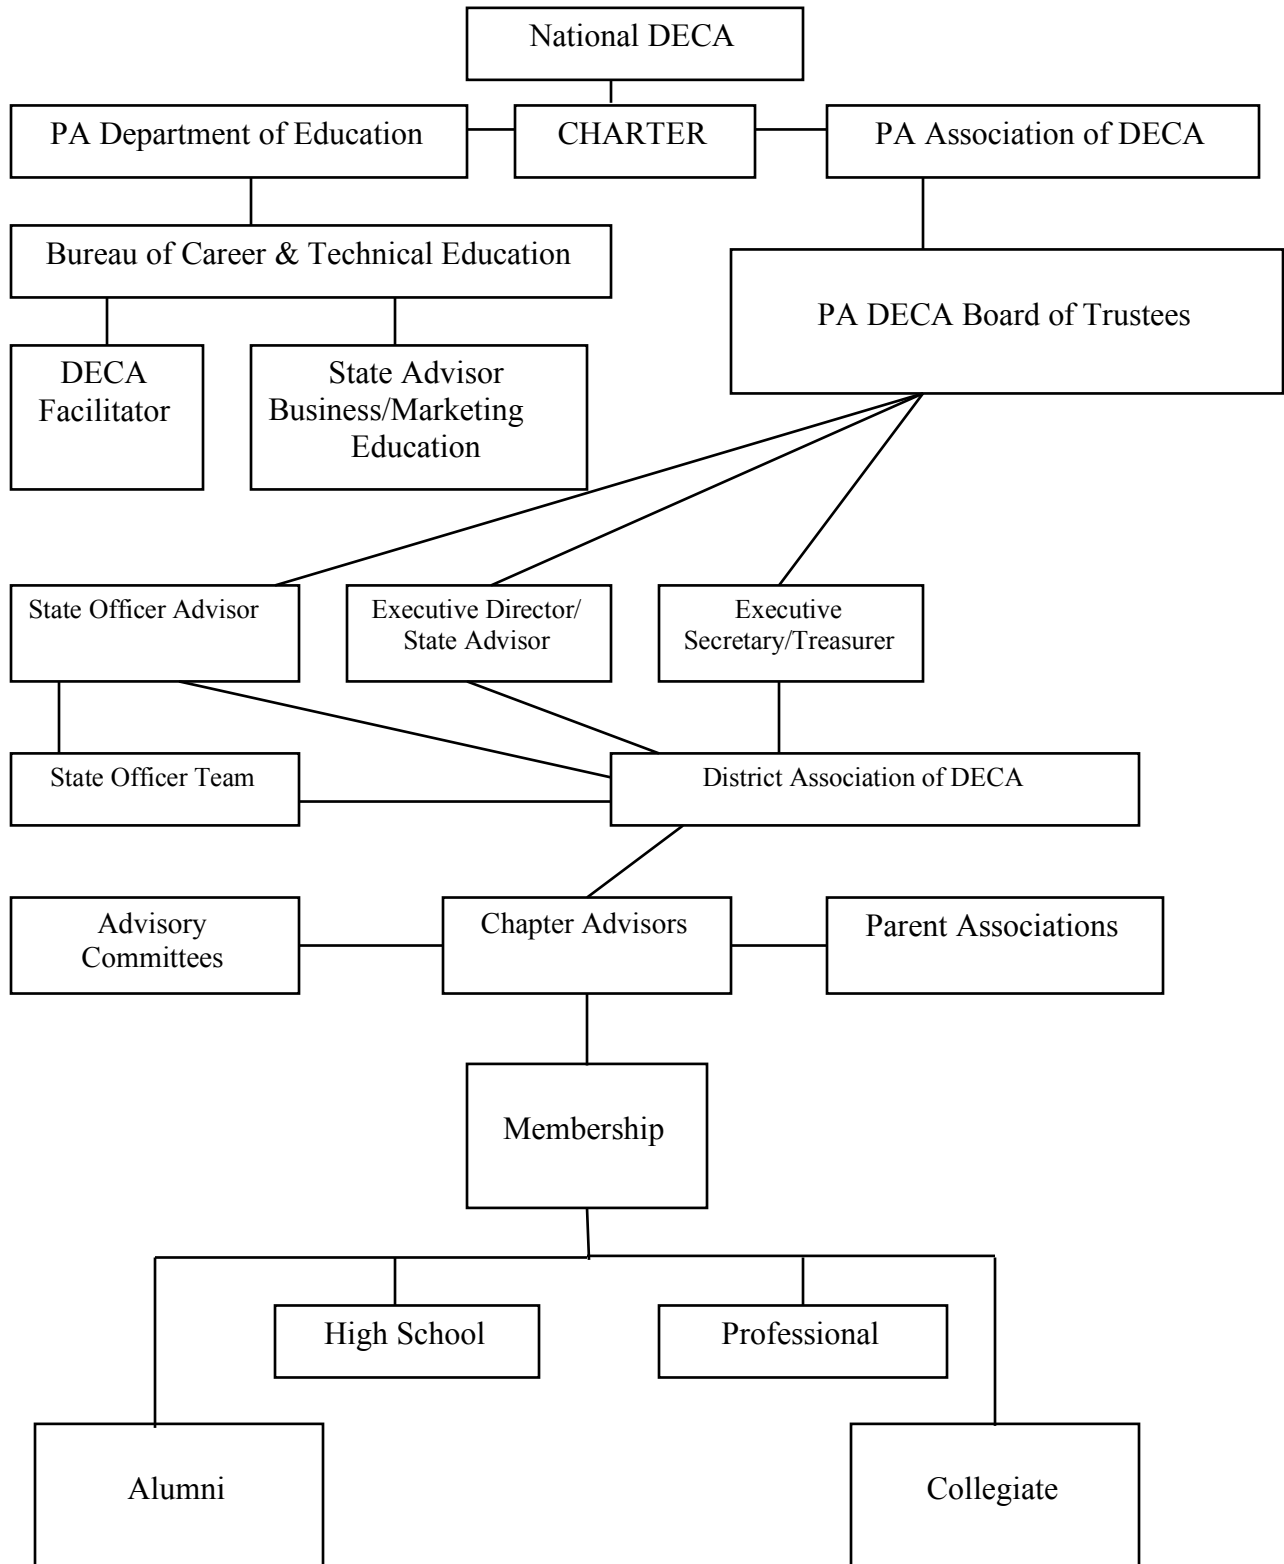 National DECA
PA Department of Education
CHARTER
PA Association of DECA
Bureau of Career & Technical Education
PA DECA Board of Trustees
DECA
Facilitator
State Advisor
Business/Marketing
Education
State Officer Advisor
Executive Director/
State Advisor
Executive
Secretary/Treasurer
State Officer Team
District Association of DECA
Advisory
Committees
Chapter Advisors
Parent Associations
Membership
High School
Professional
Alumni
Collegiate